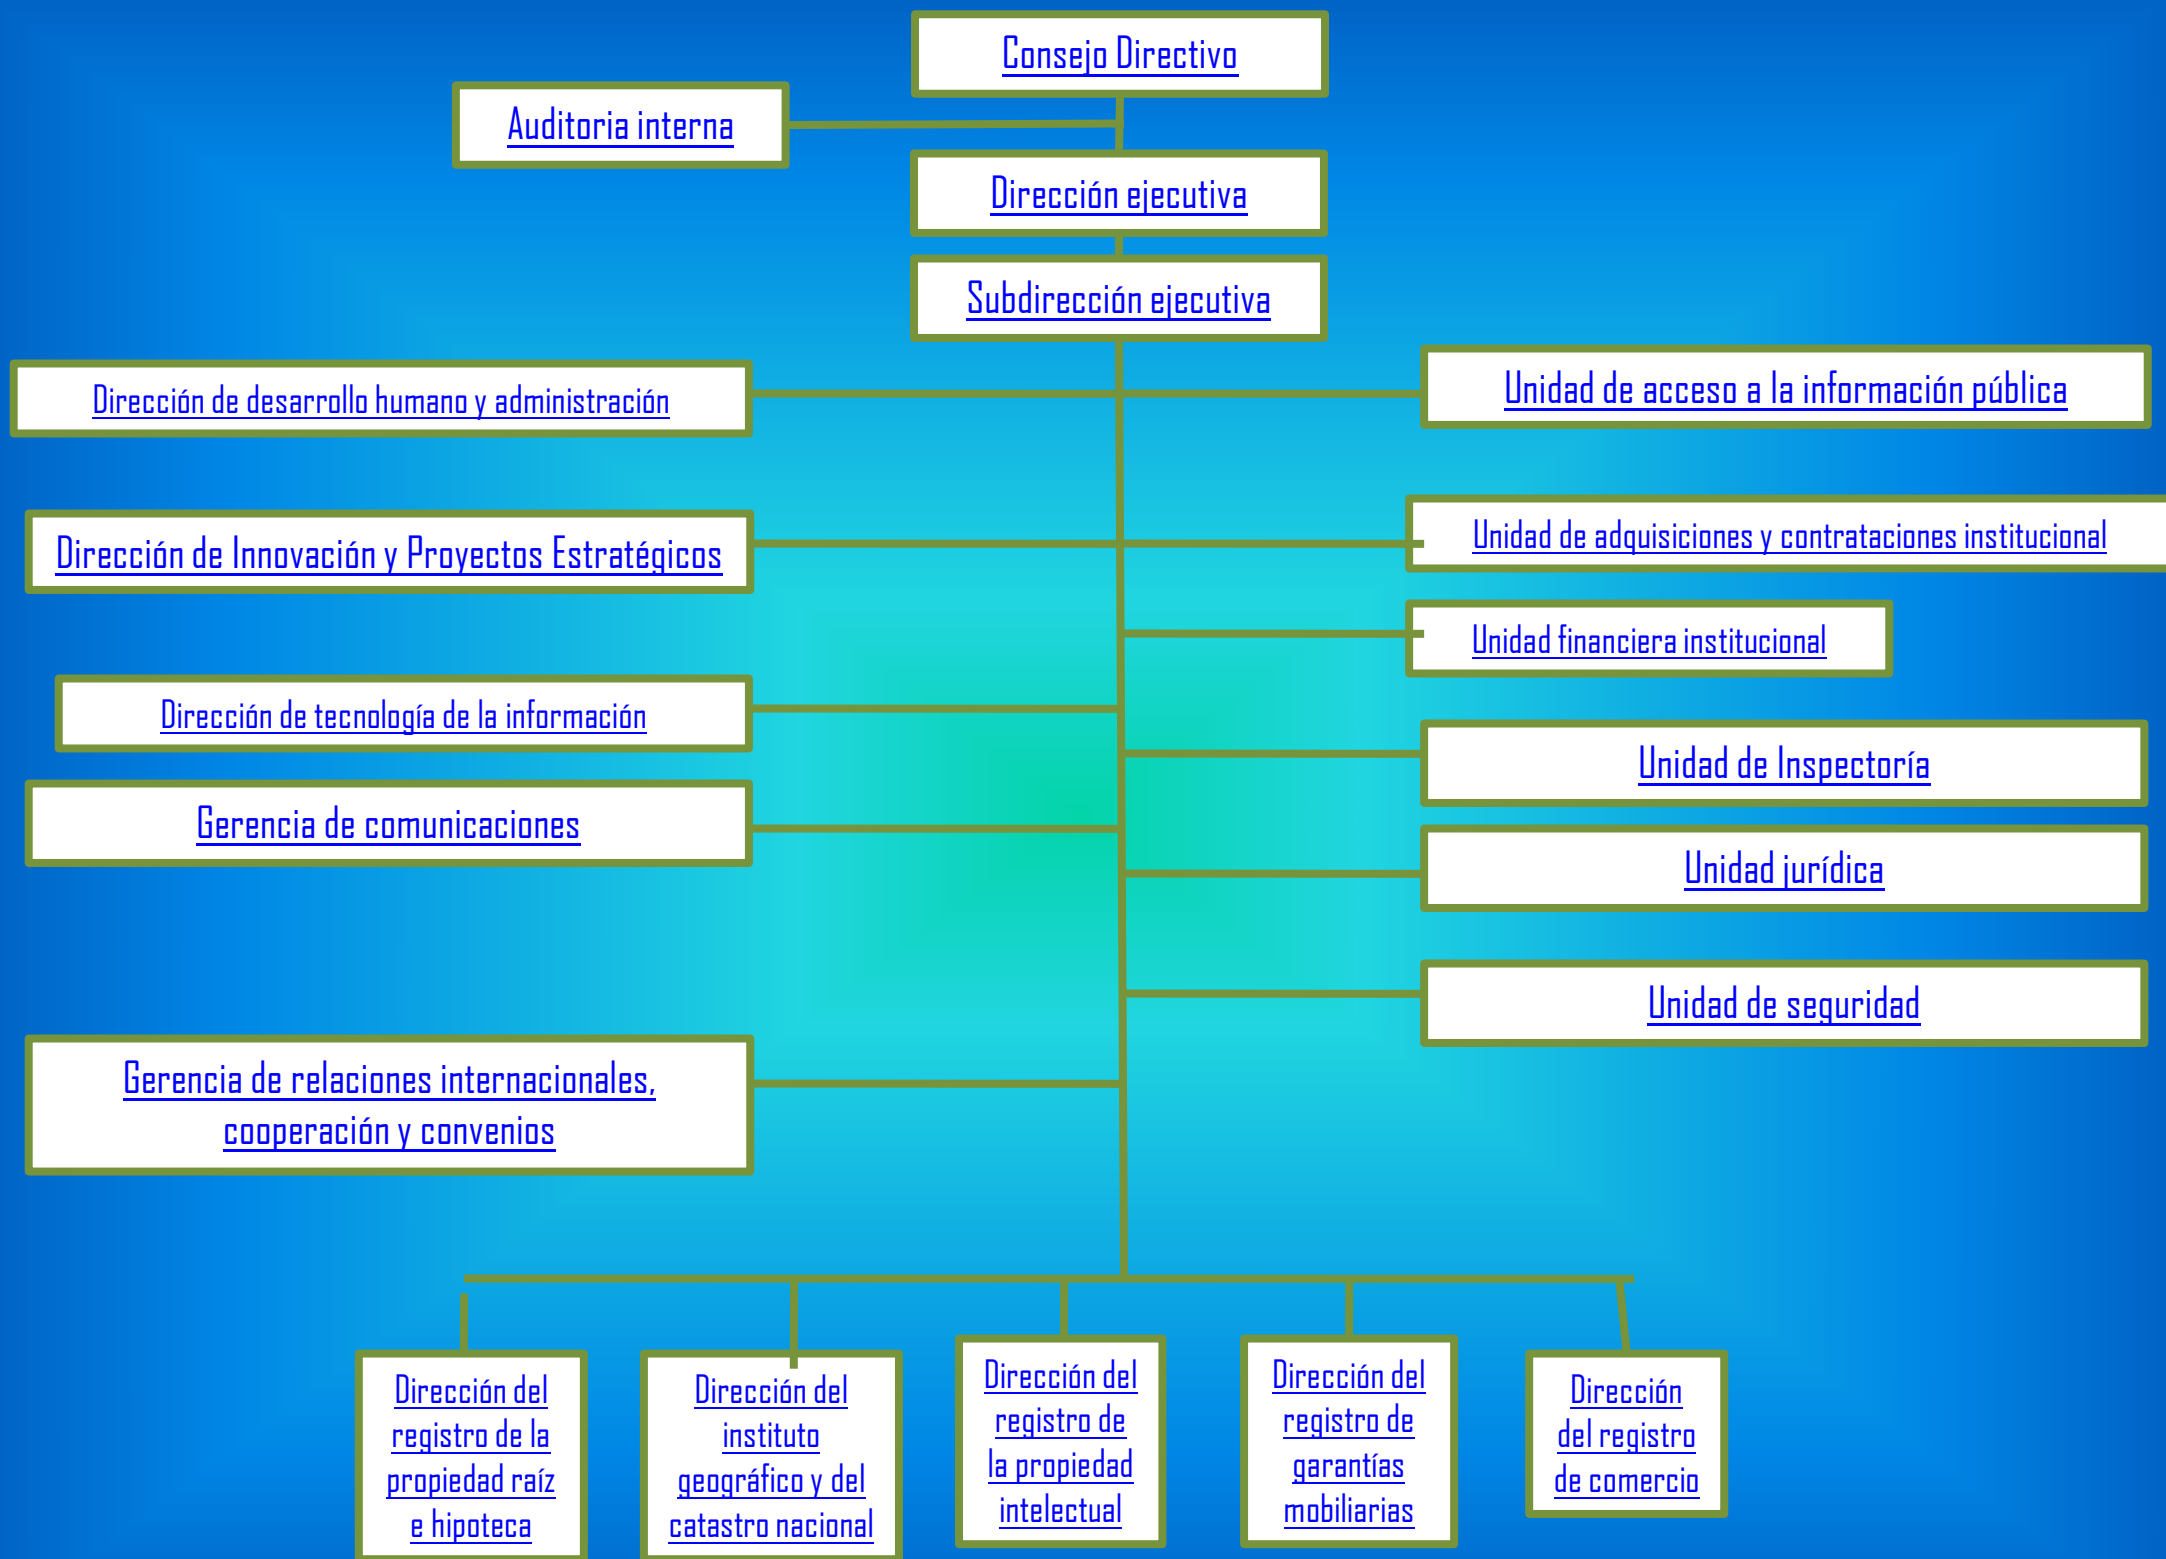 Consejo Directivo
Auditoria interna
Dirección ejecutiva
Subdirección ejecutiva
Dirección de desarrollo humano y administración
Unidad de acceso a la información pública
Dirección de Innovación y Proyectos Estratégicos
Unidad de adquisiciones y contrataciones institucional
Unidad financiera institucional
Dirección de tecnología de la información
Unidad de Inspectoría
Gerencia de comunicaciones
Unidad jurídica
Unidad de seguridad
Gerencia de relaciones internacionales,
cooperación y convenios
Dirección del
registro de la
propiedad raíz
e hipoteca
Dirección del
instituto
geográfico y del
catastro nacional
Dirección del
registro de
la propiedad
intelectual
Dirección del
registro de
garantías
mobiliarias
Dirección
del registro
de comercio